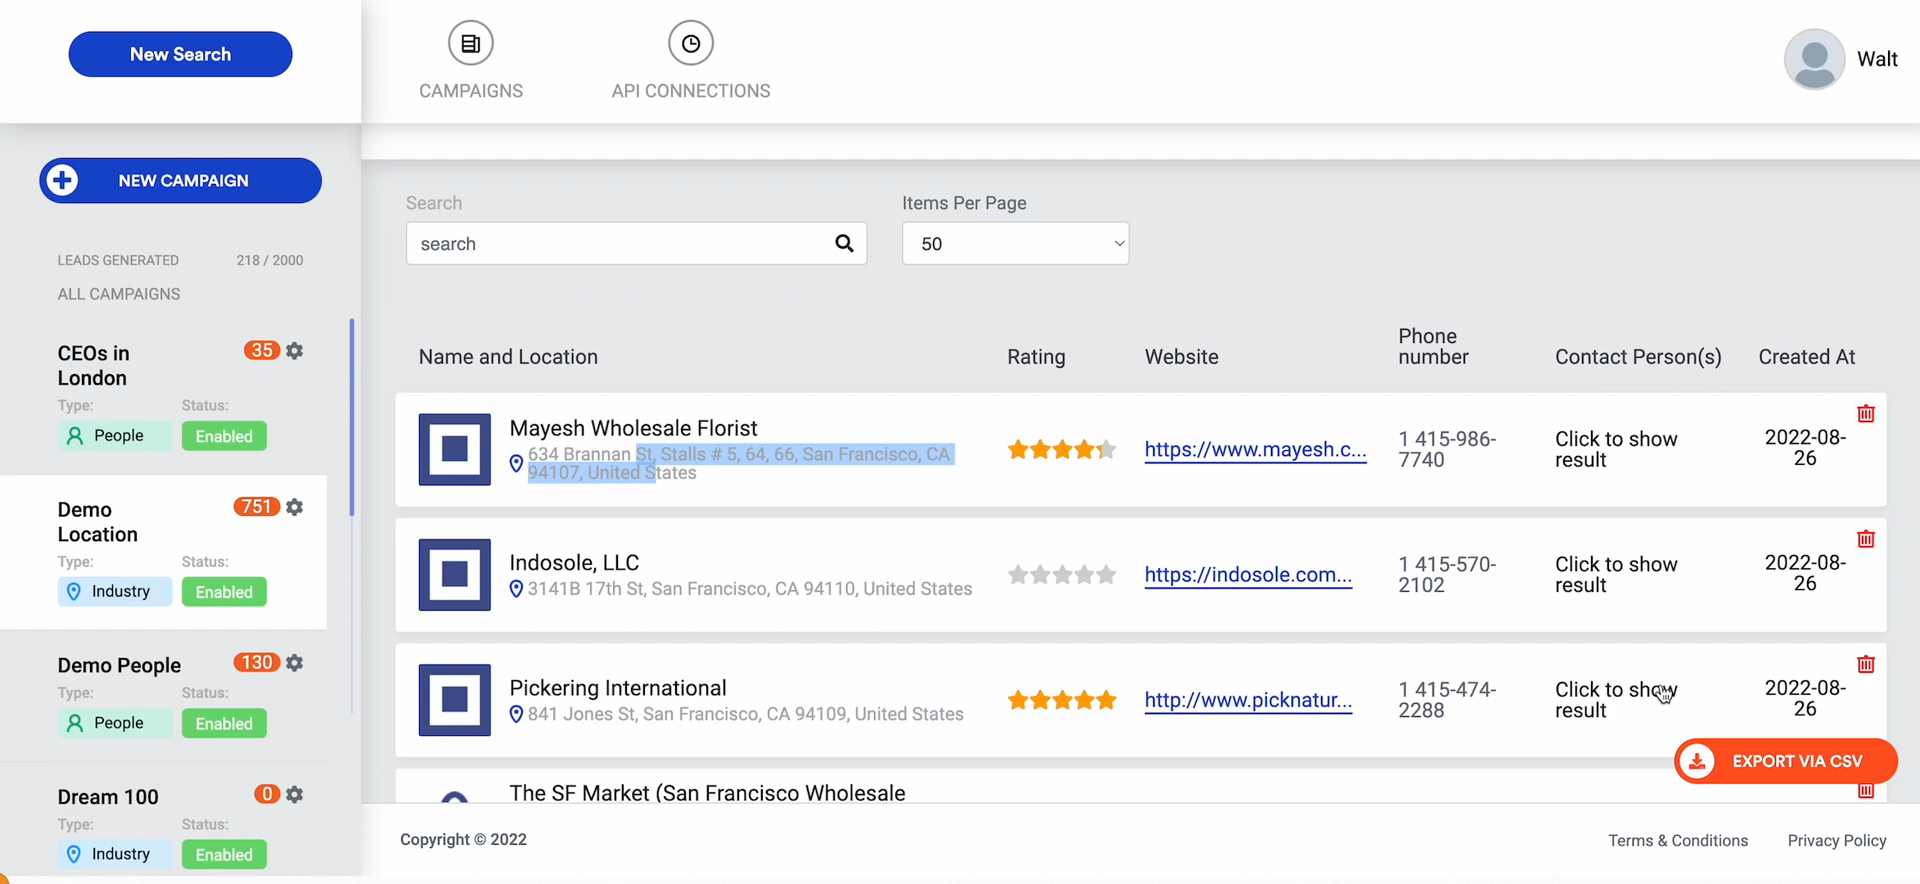 New Search
CAMPAIGNS
API CONNECTIONS
Walt
NEW CAMPAIGN
LEADS GENERATED 218 / 2000
ALL CAMPAIGNS
CEOs in
London
35
Type: Status:
People Enabled
Demo
Location
751
Type: Status:
Industry Enabled
Demo People 130
Type: Status:
People Enabled
Dream 100 0
Type: Status:
Industry Enabled
Search
search
Items Per Page
50
Name and Location
Rating
Website
Phone
number
Contact Person(s)
Created At
Mayesh Wholesale Florist
634 Brannan St, Stalls # 5, 64, 66, San Francisco, CA
94107, United States
https://www.mayesh.c...
1 415-986-
7740
Click to show
result
2022-08-
26
Indosole, LLC
3141B 17th St, San Francisco, CA 94110, United States
https://indosole.com...
1 415-570-
2102
Click to show
result
2022-08-
26
Pickering International
841 Jones St, San Francisco, CA 94109, United States
http://www.picknatur...
1 415-474-
2288
Click to show
result
2022-08-
26
EXPORT VIA CSV
The SF Market (San Francisco Wholesale
Copyright © 2022
Terms & Conditions
Privacy Policy